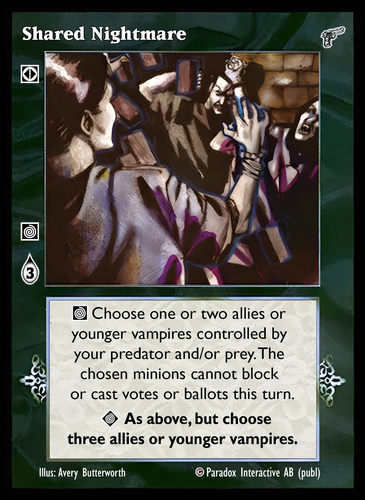 Shared Nightmare
3
Choose one or two allies or
younger vampires controlled by
your predator and/or prey. The
chosen minions cannot block
or cast votes or ballots this turn.
As above, but choose
three allies or younger vampires.
Illus: Avery Butterworth © Paradox Interactive AB (publ)